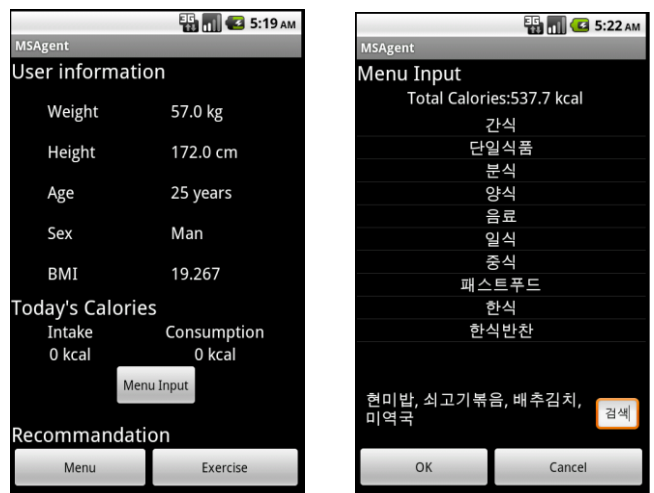 3G 5:19 AM
MSAgent
User information
Weight 57.0 kg
Height 172.0 cm
Age 25 years
Sex Man
BMI 19.267
Today's Calories
Intake Consumption
0 kcal 0 kcal
Menu Input
Recommandation
Menu Exercise
3G 5:22 AM
MSAgent
Menu Input
Total Calories:537.7 kcal
간식
단일식품
분식
양식
음료
일식
중식
패스트푸드
한식
한식반찬
현미밥, 쇠고기볶음, 배추김치,
미역국
검색
OK Cancel